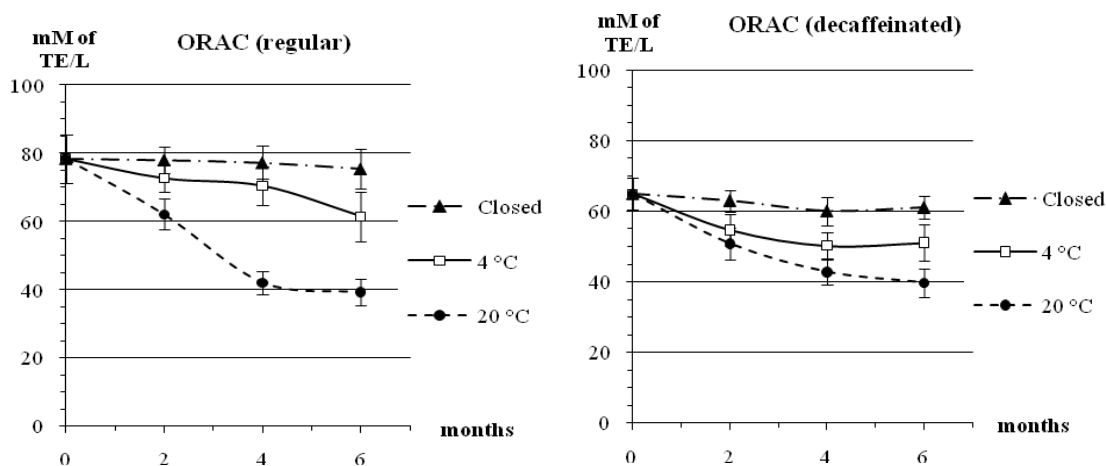 mM of
TE/L
ORAC (regular)
100
80
60
40
20
0
0 2 4 6
months
Closed
4 °C
20 °C
mM of
TE/L
ORAC (decaffeinated)
100
80
60
40
20
0
0 2 4 6
months
Closed
4 °C
20 °C